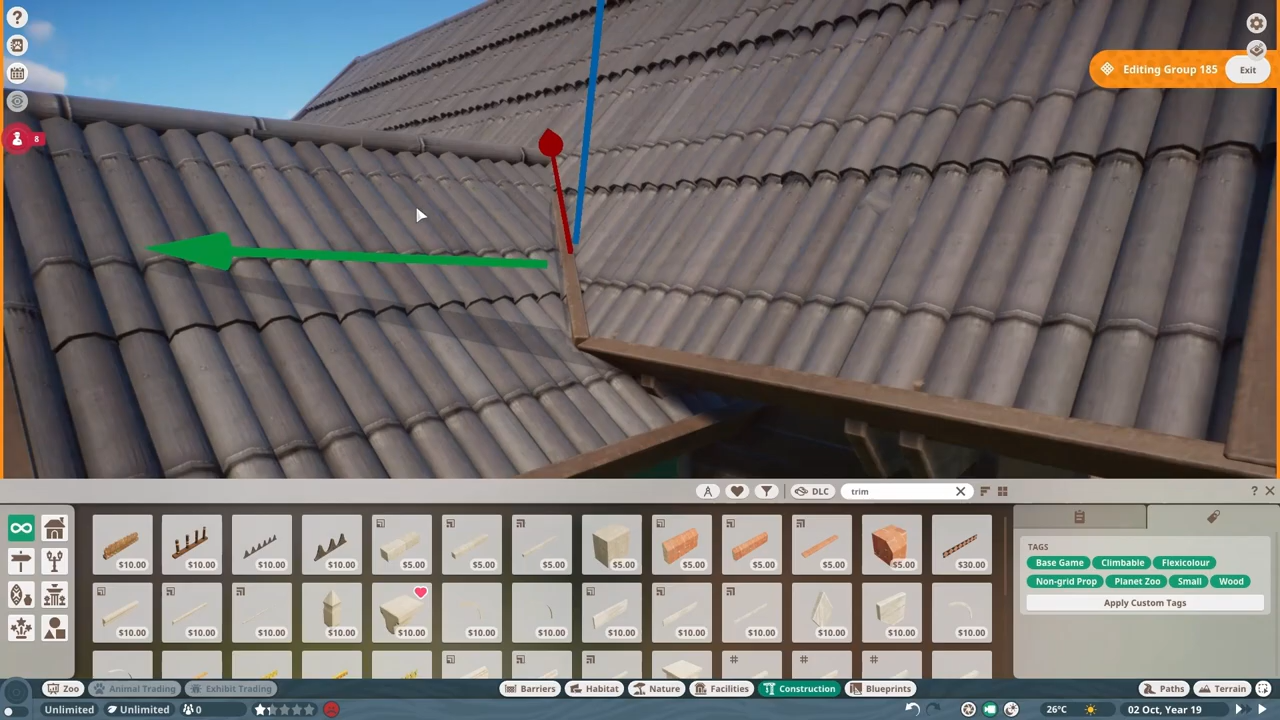 ?
Editing Group 185
Exit
8
DLC
trim
?
TAGS
Base Game
Climbable
Flexicolour
Non-grid Prop
Planet Zoo
Small
Wood
Apply Custom Tags
$10.00 $10.00 $10.00 $10.00 $5.00 $5.00 $5.00 $5.00 $5.00 $5.00 $5.00 $5.00 $30.00
$10.00 $10.00 $10.00 $10.00 $10.00 $10.00 $10.00 $10.00 $10.00 $10.00 $10.00 $10.00 $10.00
Zoo
Animal Trading
Exhibit Trading
Barriers
Habitat
Nature
Facilities
Construction
Blueprints
Paths
Terrain
Unlimited
Unlimited
0
26°C
02 Oct, Year 19